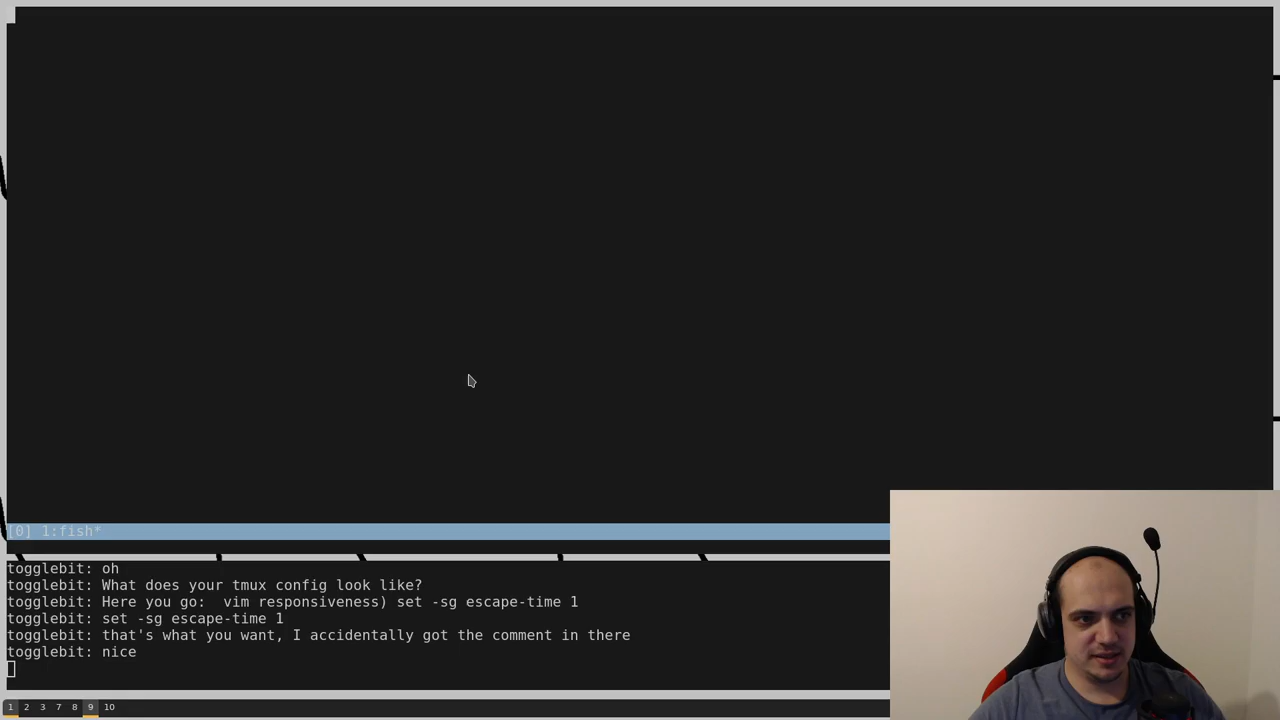 [0] 1:fish*
togglebit: oh
togglebit: What does your tmux config look like?
togglebit: Here you go:  vim responsiveness) set -sg escape-time 1
togglebit: set -sg escape-time 1
togglebit: that's what you want, I accidentally got the comment in there
togglebit: nice
1 2 3 7 8 9 10